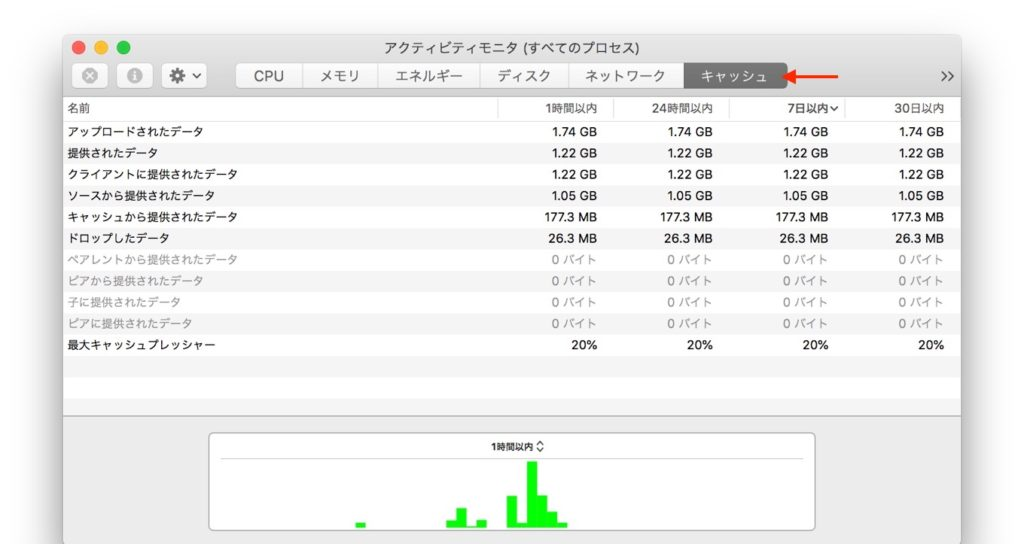 アクティビティモニタ (すべてのプロセス)
CPU メモリ エネルギー ディスク ネットワーク キャッシュ
名前 1時間以内 24時間以内 7日以内 30日以内
アップロードされたデータ 1.74 GB 1.74 GB 1.74 GB 1.74 GB
提供されたデータ 1.22 GB 1.22 GB 1.22 GB 1.22 GB
クライアントに提供されたデータ 1.22 GB 1.22 GB 1.22 GB 1.22 GB
ソースから提供されたデータ 1.05 GB 1.05 GB 1.05 GB 1.05 GB
キャッシュから提供されたデータ 177.3 MB 177.3 MB 177.3 MB 177.3 MB
ドロップしたデータ 26.3 MB 26.3 MB 26.3 MB 26.3 MB
ペアレントから提供されたデータ 0 バイト 0 バイト 0 バイト 0 バイト
ピアから提供されたデータ 0 バイト 0 バイト 0 バイト 0 バイト
子に提供されたデータ 0 バイト 0 バイト 0 バイト 0 バイト
ピアに提供されたデータ 0 バイト 0 バイト 0 バイト 0 バイト
最大キャッシュプレッシャー 20% 20% 20% 20%
1時間以内